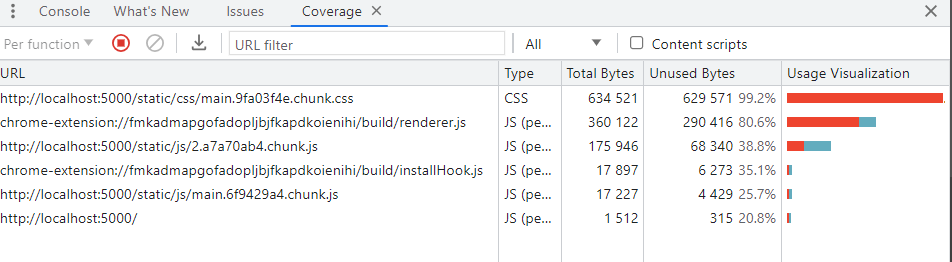 Console What's New Issues Coverage
Per function URL filter All Content scripts
URL Type Total Bytes Unused Bytes Usage Visualization
http://localhost:5000/static/css/main.9fa03f4e.chunk.css CSS 634 521 629 571 99.2%
chrome-extension://fmkadmapgofadopljbjfkapdkoienihi/build/renderer.js JS (pe... 360 122 290 416 80.6%
http://localhost:5000/static/js/2.a7a70ab4.chunk.js JS (pe... 175 946 68 340 38.8%
chrome-extension://fmkadmapgofadopljbjfkapdkoienihi/build/installHook.js JS (pe... 17 897 6 273 35.1%
http://localhost:5000/static/js/main.6f9429a4.chunk.js JS (pe... 17 227 4 429 25.7%
http://localhost:5000/ JS (pe... 1 512 315 20.8%